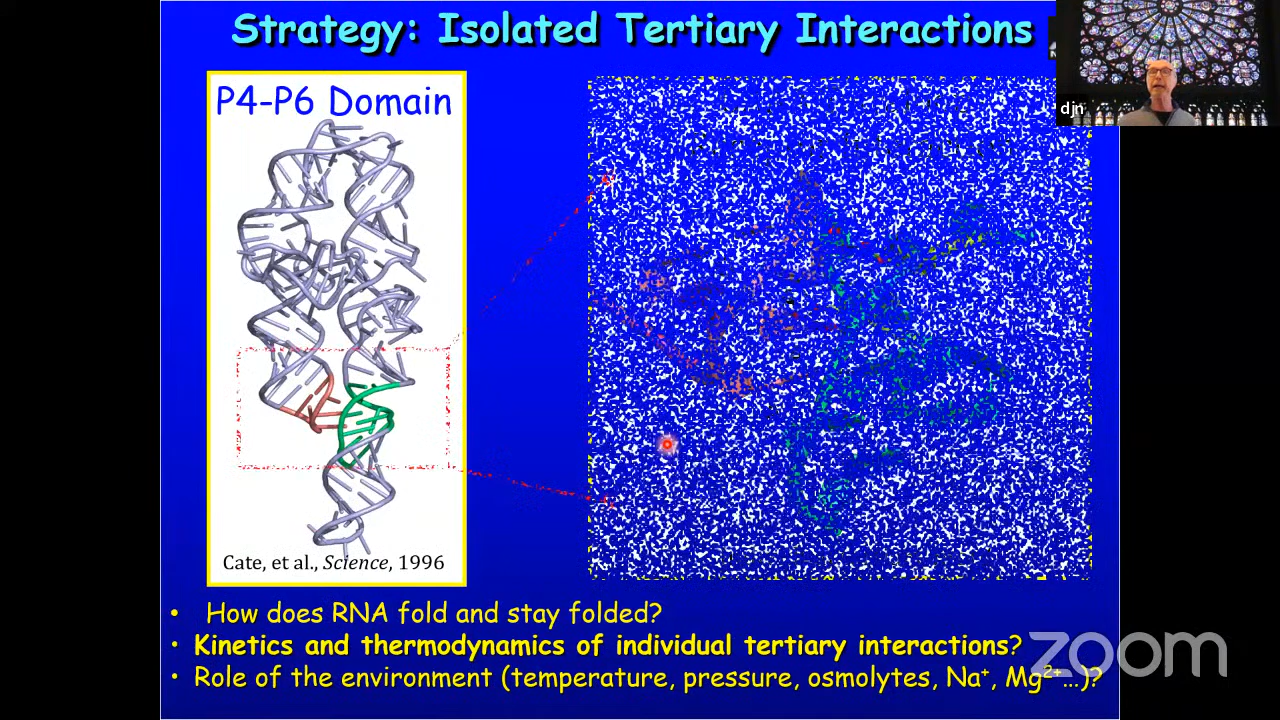 Strategy: Isolated Tertiary Interactions
P4-P6 Domain
djn
Cate, et al., Science, 1996
• How does RNA fold and stay folded?
• Kinetics and thermodynamics of individual tertiary interactions?
• Role of the environment (temperature, pressure, osmolytes, Na⁺, Mg²⁺…)?
zoom